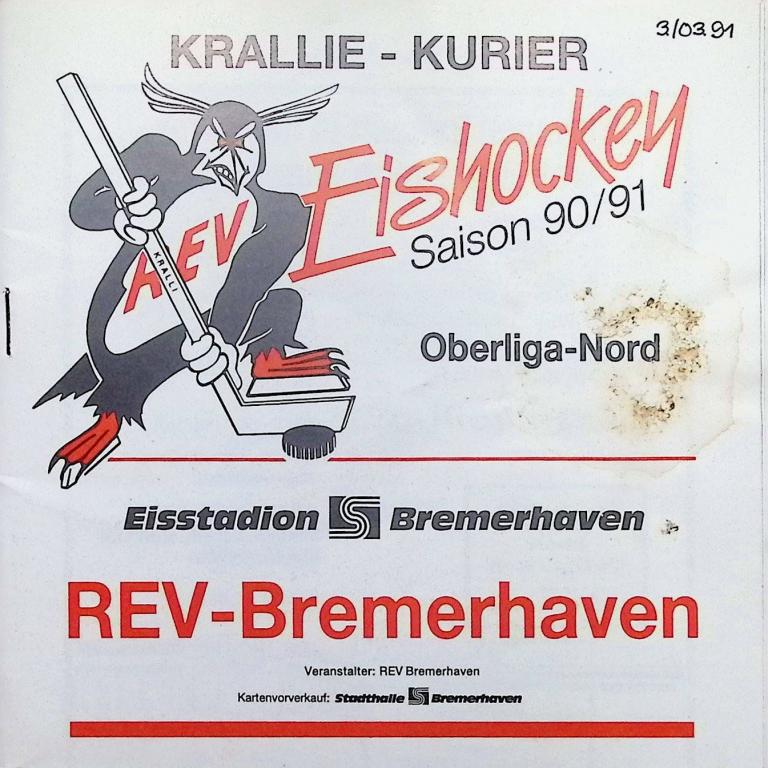 3/03.91
KRALLIE - KURIER
Eishockey
Saison 90/91
REV
KRALLI
Oberliga-Nord
Eisstadion Bremerhaven
REV-Bremerhaven
Veranstalter: REV Bremerhaven
Kartenvorverkauf: Stadthalle Bremerhaven